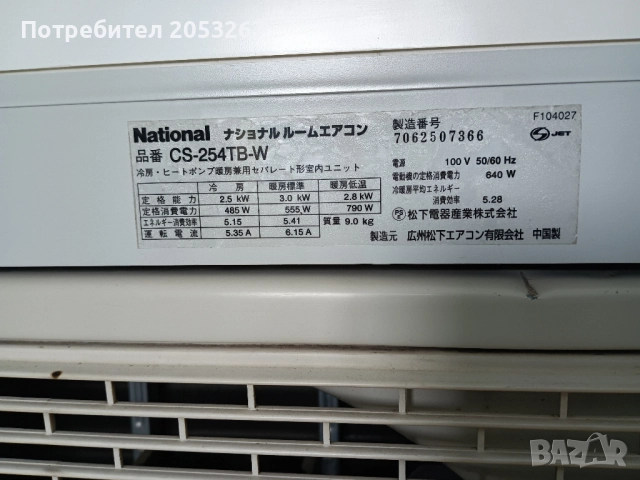 Потребител 205326
F104027
National ナショナル ルームエアコン
品番 CS-254TB-W
冷房・ヒートポンプ暖房兼用セパレート形室内ユニット
冷房 暖房標準 暖房低温
定格能力 2.5 kW 3.0 kW 2.8 kW
定格消費電力 485 W 555 W 790 W
エネルギー消費効率 5.15 5.41 質量 9.0 kg
運転電流 5.35 A 6.15 A
製造番号
7062507366
JET
電源 100 V 50/60 Hz
電動機の定格消費電力 640 W
冷暖房平均エネルギー
消費効率 5.28
PS 松下電器産業株式会社
製造元 広州松下エアコン有限会社 中国製
BAZAR